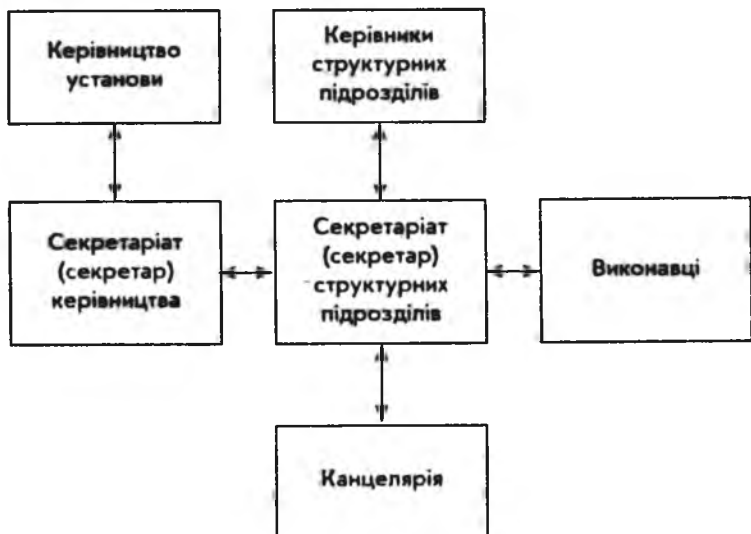 Керівництво
установи
Керівники
структурних
підрозділів
Секретаріат
(секретар)
керівництва
Секретаріат
(секретар)
структурних
підрозділів
Виконавці
Канцелярія